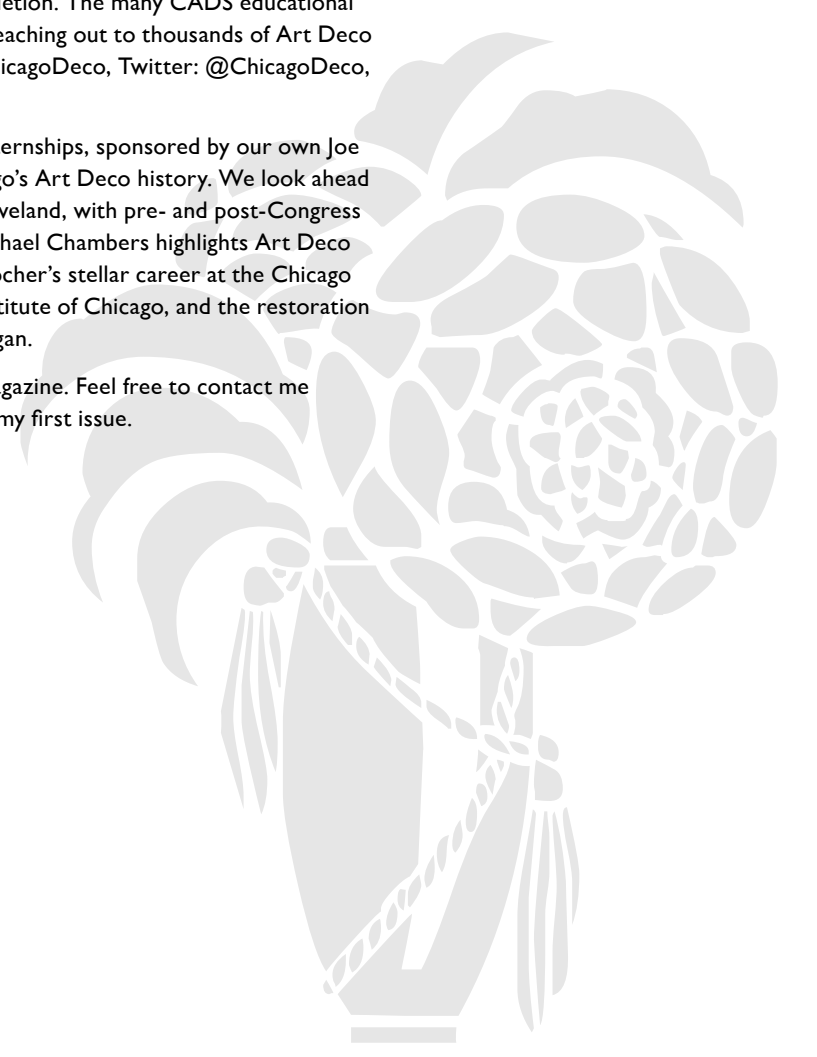 etion. The many CADS educational
eaching out to thousands of Art Deco
icagoDeco, Twitter: @ChicagoDeco,
ernships, sponsored by our own Joe
go’s Art Deco history. We look ahead
veland, with pre- and post-Congress
hael Chambers highlights Art Deco
ocher’s stellar career at the Chicago
titute of Chicago, and the restoration
gan.
agazine. Feel free to contact me
my first issue.